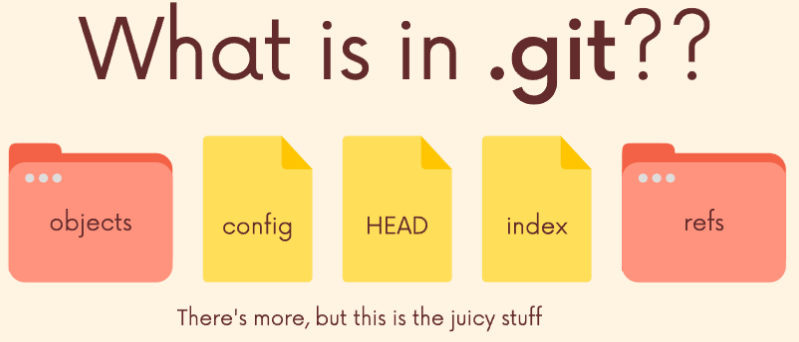 What is in .git??
objects config HEAD index refs
There's more, but this is the juicy stuff